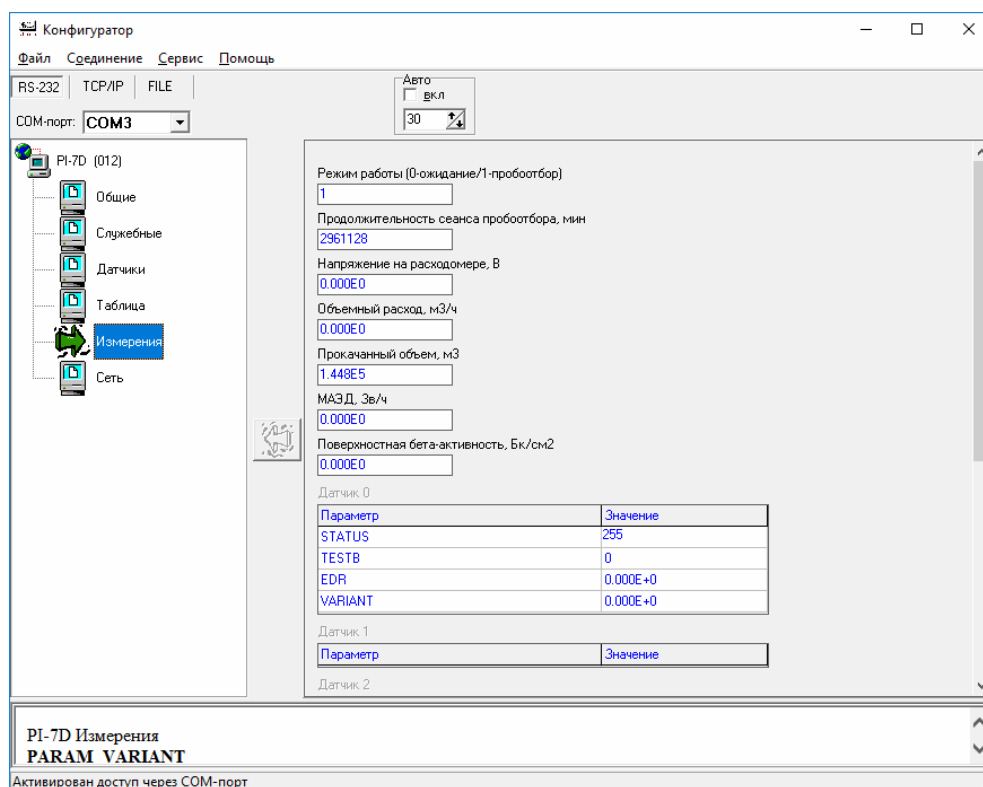 Конфигуратор
Файл Соединение Сервис Помощь
RS-232 TCP/IP FILE
Авто
вкл
30
COM-порт: COM3
PI-7D (012)
Общие
Служебные
Датчики
Таблица
Измерения
Сеть
Режим работы (0-ожидание/1-пробоотбор)
1
Продолжительность сеанса пробоотбора, мин
2961128
Напряжение на расходомере, В
0.000E0
Объемный расход, м3/ч
0.000E0
Прокачанный объем, м3
1.448E5
МАЭД, Зв/ч
0.000E0
Поверхностная бета-активность, Бк/см2
0.000E0
Датчик 0
Параметр Значение
STATUS 255
TESTB 0
EDR 0.000E+0
VARIANT 0.000E+0
Датчик 1
Параметр Значение
Датчик 2
PI-7D Измерения
PARAM VARIANT
Активирован доступ через COM-порт